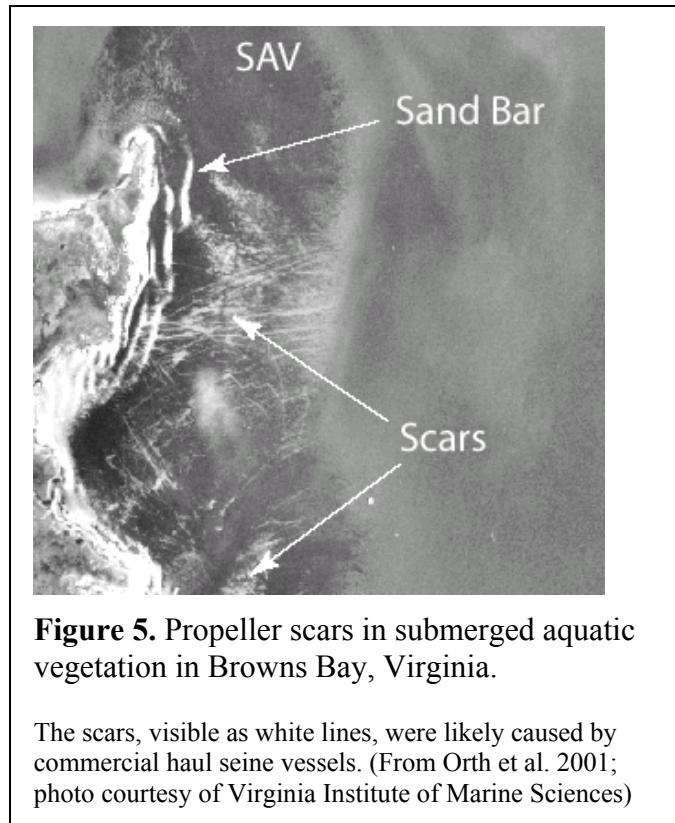 SAV
Sand Bar
Scars
Figure 5. Propeller scars in submerged aquatic
vegetation in Browns Bay, Virginia.
The scars, visible as white lines, were likely caused by
commercial haul seine vessels. (From Orth et al. 2001;
photo courtesy of Virginia Institute of Marine Sciences)